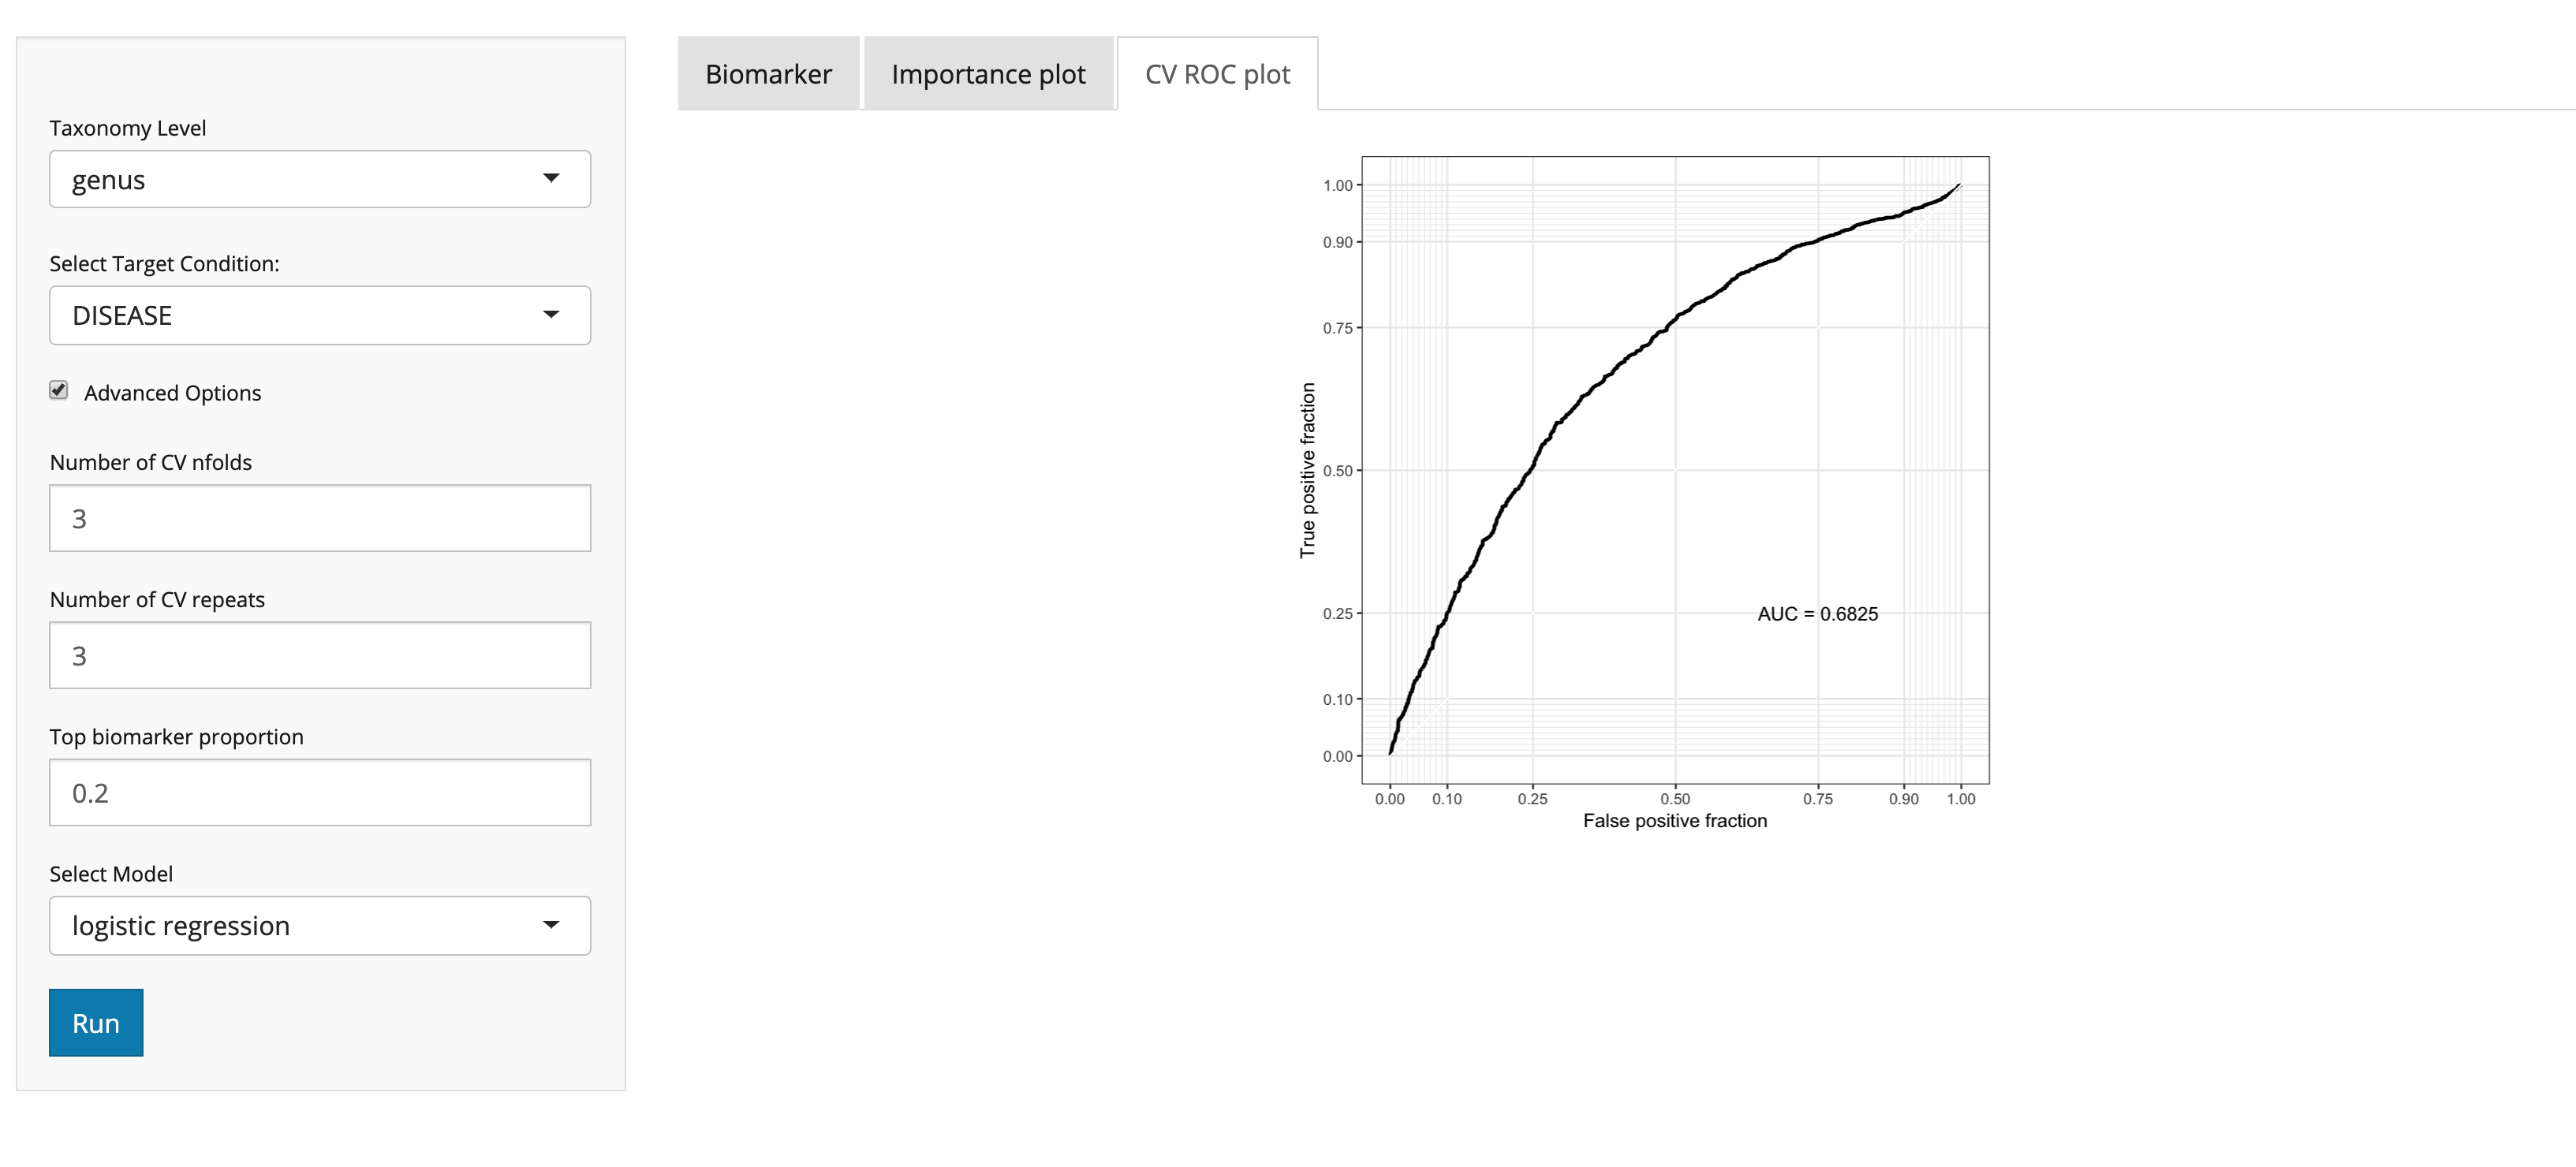 Taxonomy Level
genus
Select Target Condition:
DISEASE
Advanced Options
Number of CV nfolds
3
Number of CV repeats
3
Top biomarker proportion
0.2
Select Model
logistic regression
Run
Biomarker
Importance plot
CV ROC plot
True positive fraction
1.00
0.90
0.75
0.50
0.25
0.10
0.00
AUC = 0.6825
0.00 0.10 0.25 0.50 0.75 0.90 1.00
False positive fraction